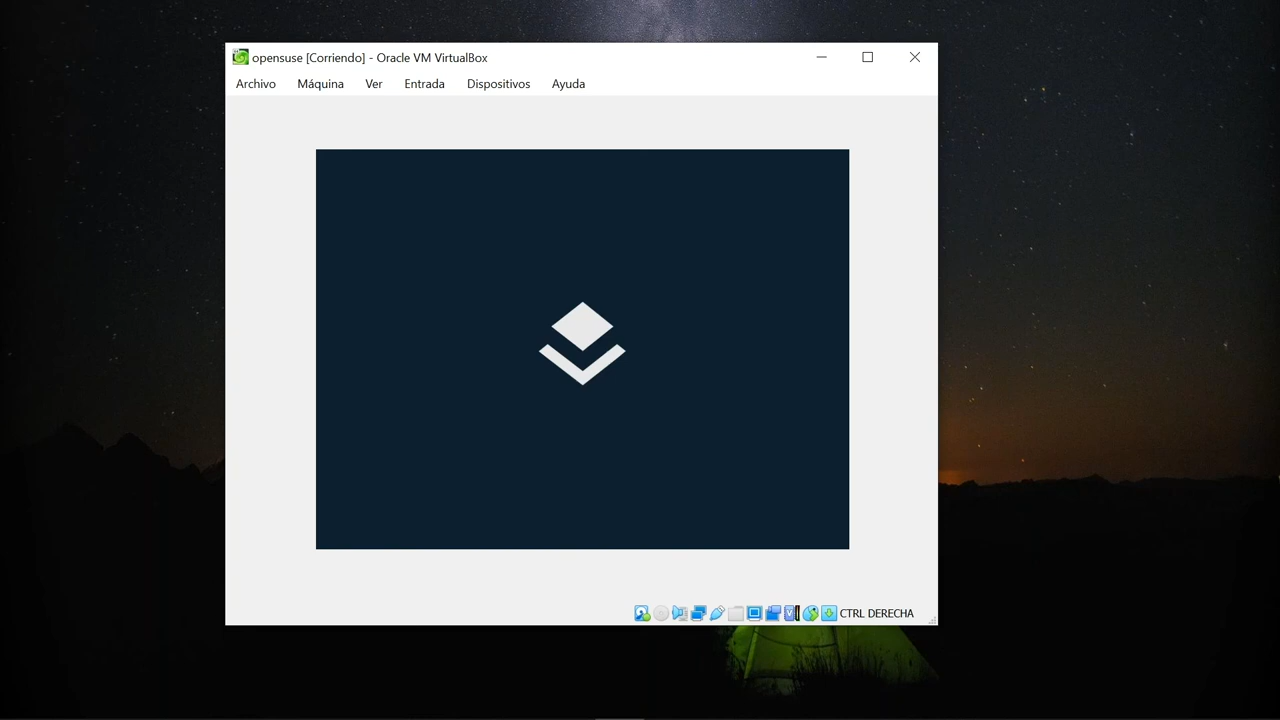 opensuse [Corriendo] - Oracle VM VirtualBox
Archivo Máquina Ver Entrada Dispositivos Ayuda
CTRL DERECHA